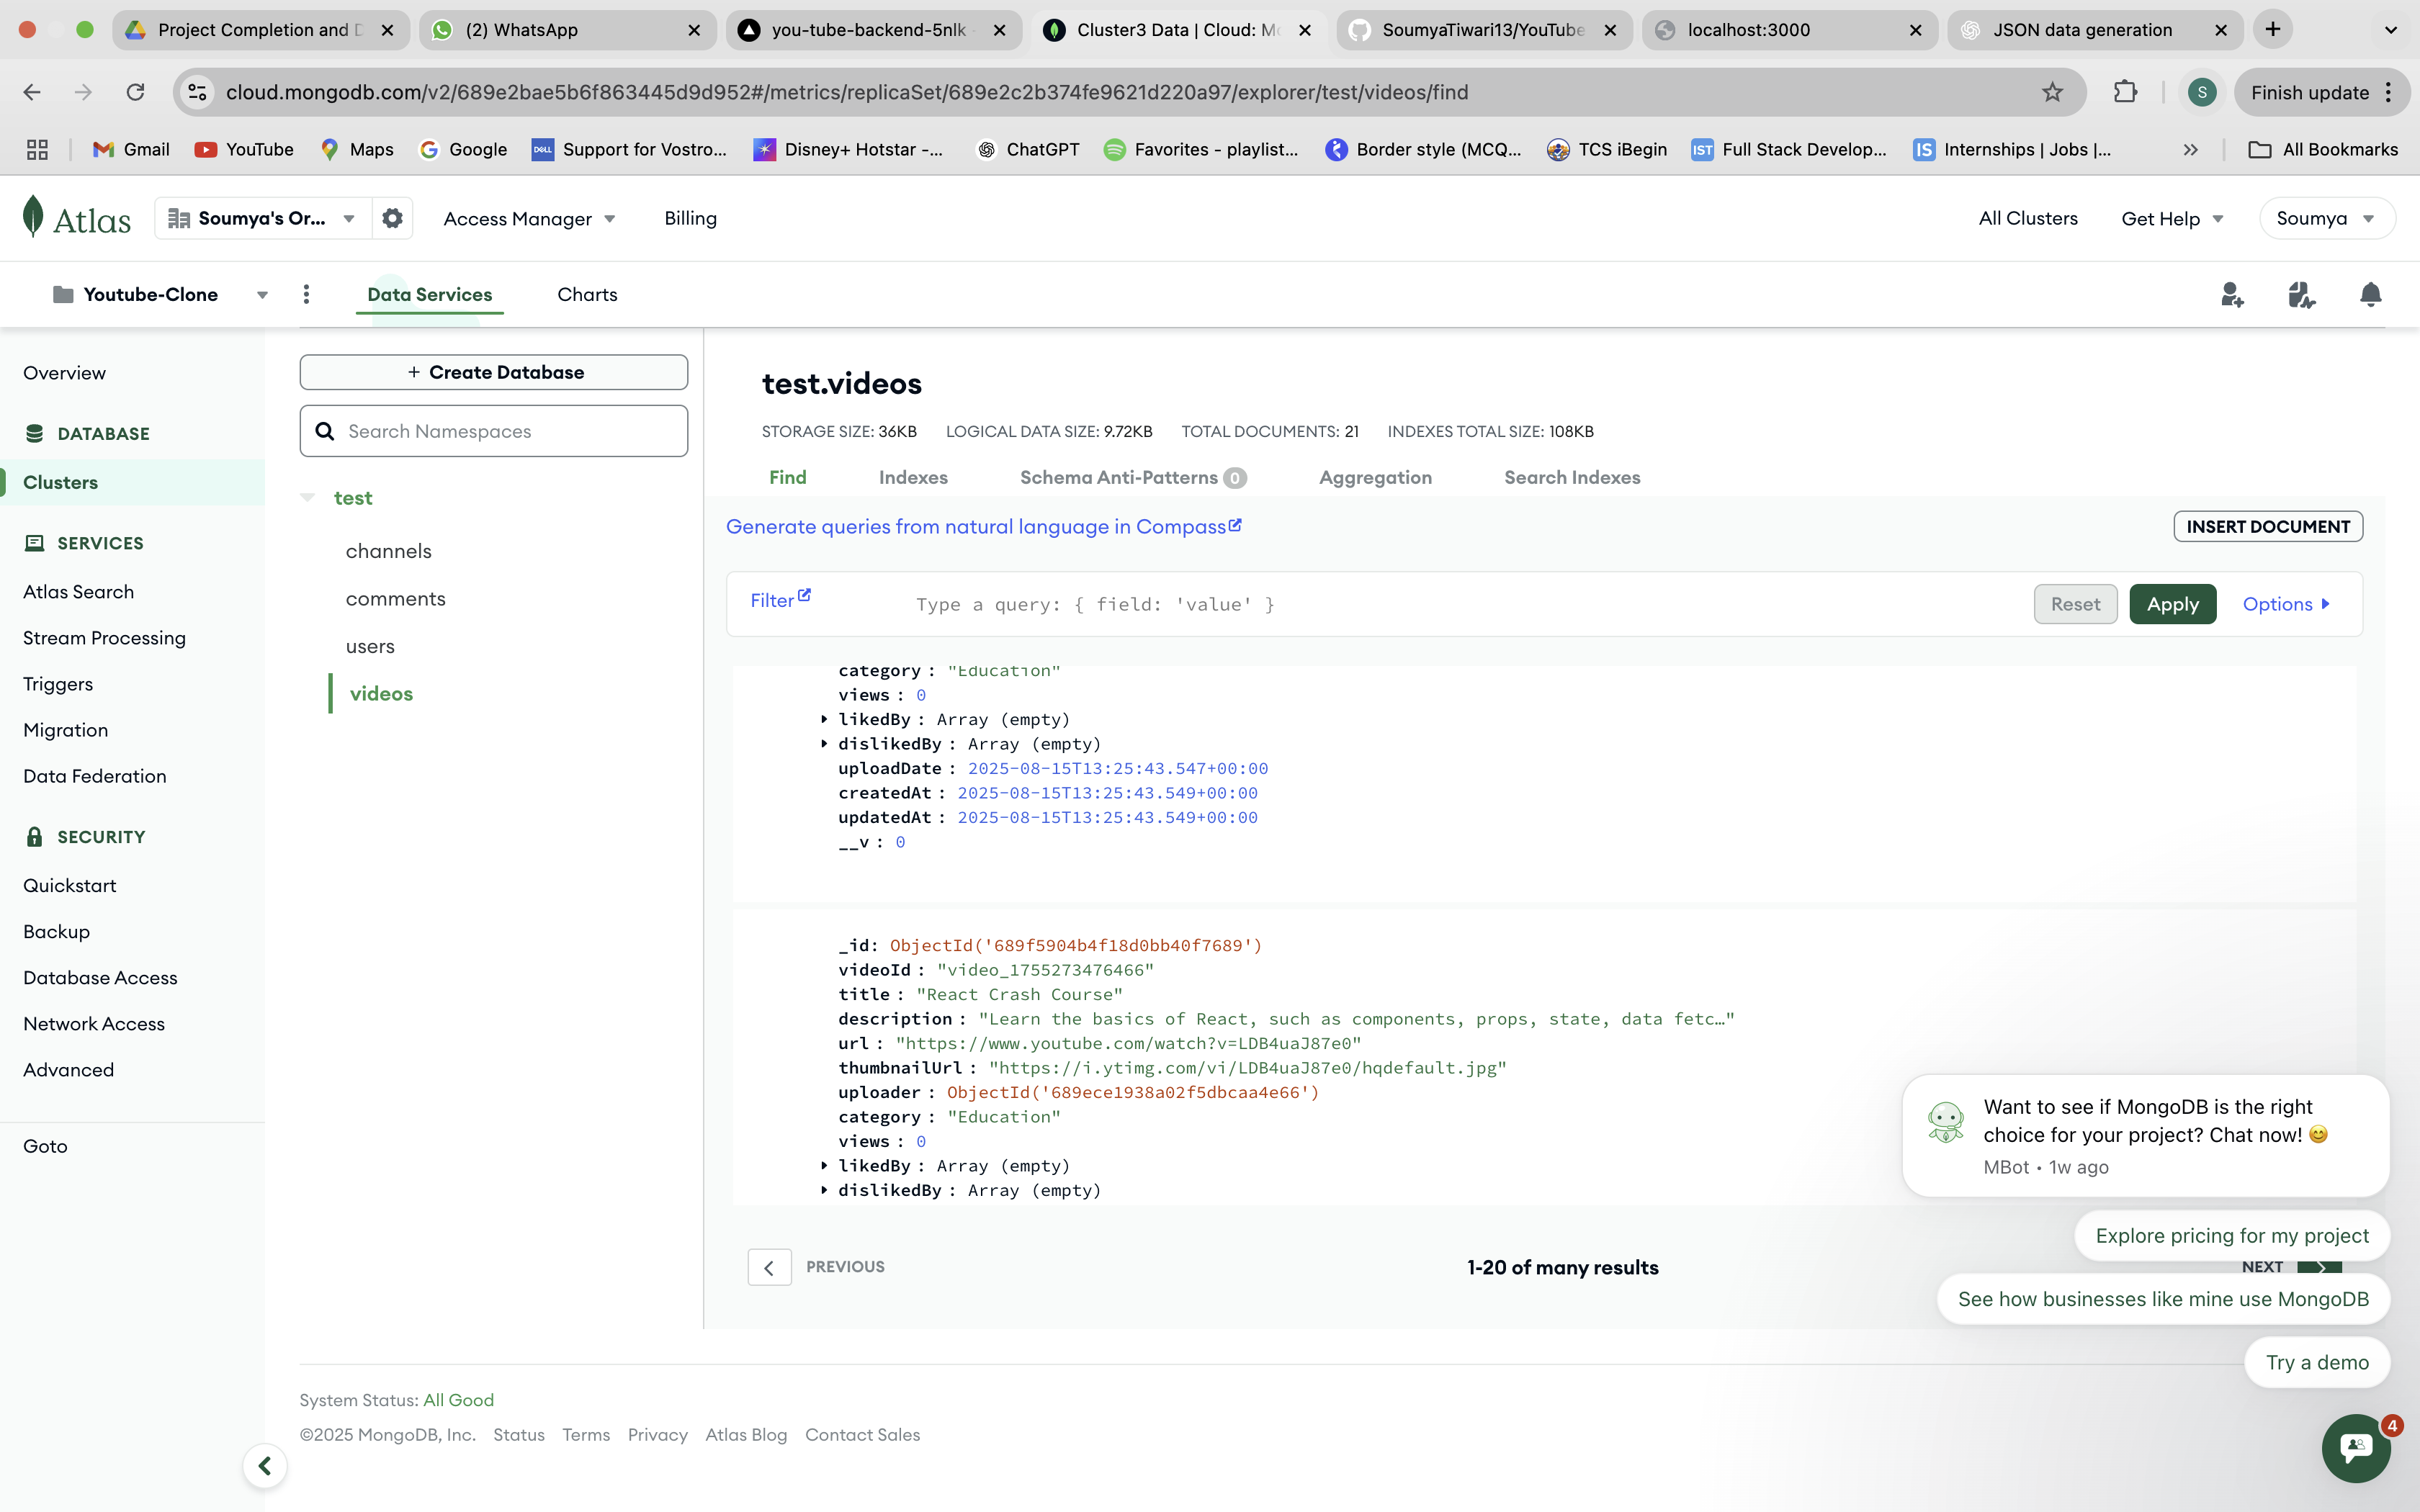 Project Completion and D
(2) WhatsApp
you-tube-backend-5nlk
Cluster3 Data | Cloud: Mo
SoumyaTiwari13/YouTube
localhost:3000
JSON data generation
cloud.mongodb.com/v2/689e2bae5b6f863445d9d952#/metrics/replicaSet/689e2c2b374fe9621d220a97/explorer/test/videos/find
S
Finish update
Gmail
YouTube
Maps
Google
DELL
Support for Vostro...
Disney+ Hotstar -...
ChatGPT
Favorites - playlist...
Border style (MCQ...
TCS iBegin
IST
Full Stack Develop...
IS
Internships | Jobs |...
All Bookmarks
Atlas
Soumya's Or...
Access Manager
Billing
All Clusters
Get Help
Soumya
Youtube-Clone
Data Services
Charts
Overview
DATABASE
Clusters
SERVICES
Atlas Search
Stream Processing
Triggers
Migration
Data Federation
SECURITY
Quickstart
Backup
Database Access
Network Access
Advanced
Goto
+ Create Database
Search Namespaces
test
channels
comments
users
videos
test.videos
STORAGE SIZE: 36KB
LOGICAL DATA SIZE: 9.72KB
TOTAL DOCUMENTS: 21
INDEXES TOTAL SIZE: 108KB
Find
Indexes
Schema Anti-Patterns 0
Aggregation
Search Indexes
Generate queries from natural language in Compass
INSERT DOCUMENT
Filter
Type a query: { field: 'value' }
Reset
Apply
Options
category : "Education"
views : 0
likedBy : Array (empty)
dislikedBy : Array (empty)
uploadDate : 2025-08-15T13:25:43.547+00:00
createdAt : 2025-08-15T13:25:43.549+00:00
updatedAt : 2025-08-15T13:25:43.549+00:00
__v : 0
_id: ObjectId('689f5904b4f18d0bb40f7689')
videoId : "video_1755273476466"
title : "React Crash Course"
description : "Learn the basics of React, such as components, props, state, data fetc…"
url : "https://www.youtube.com/watch?v=LDB4uaJ87e0"
thumbnailUrl : "https://i.ytimg.com/vi/LDB4uaJ87e0/hqdefault.jpg"
uploader : ObjectId('689ece1938a02f5dbcaa4e66')
category : "Education"
views : 0
likedBy : Array (empty)
dislikedBy : Array (empty)
PREVIOUS
1-20 of many results
NEXT
Want to see if MongoDB is the right
choice for your project? Chat now! 😊
MBot • 1w ago
Explore pricing for my project
See how businesses like mine use MongoDB
Try a demo
4
System Status: All Good
©2025 MongoDB, Inc.
Status
Terms
Privacy
Atlas Blog
Contact Sales